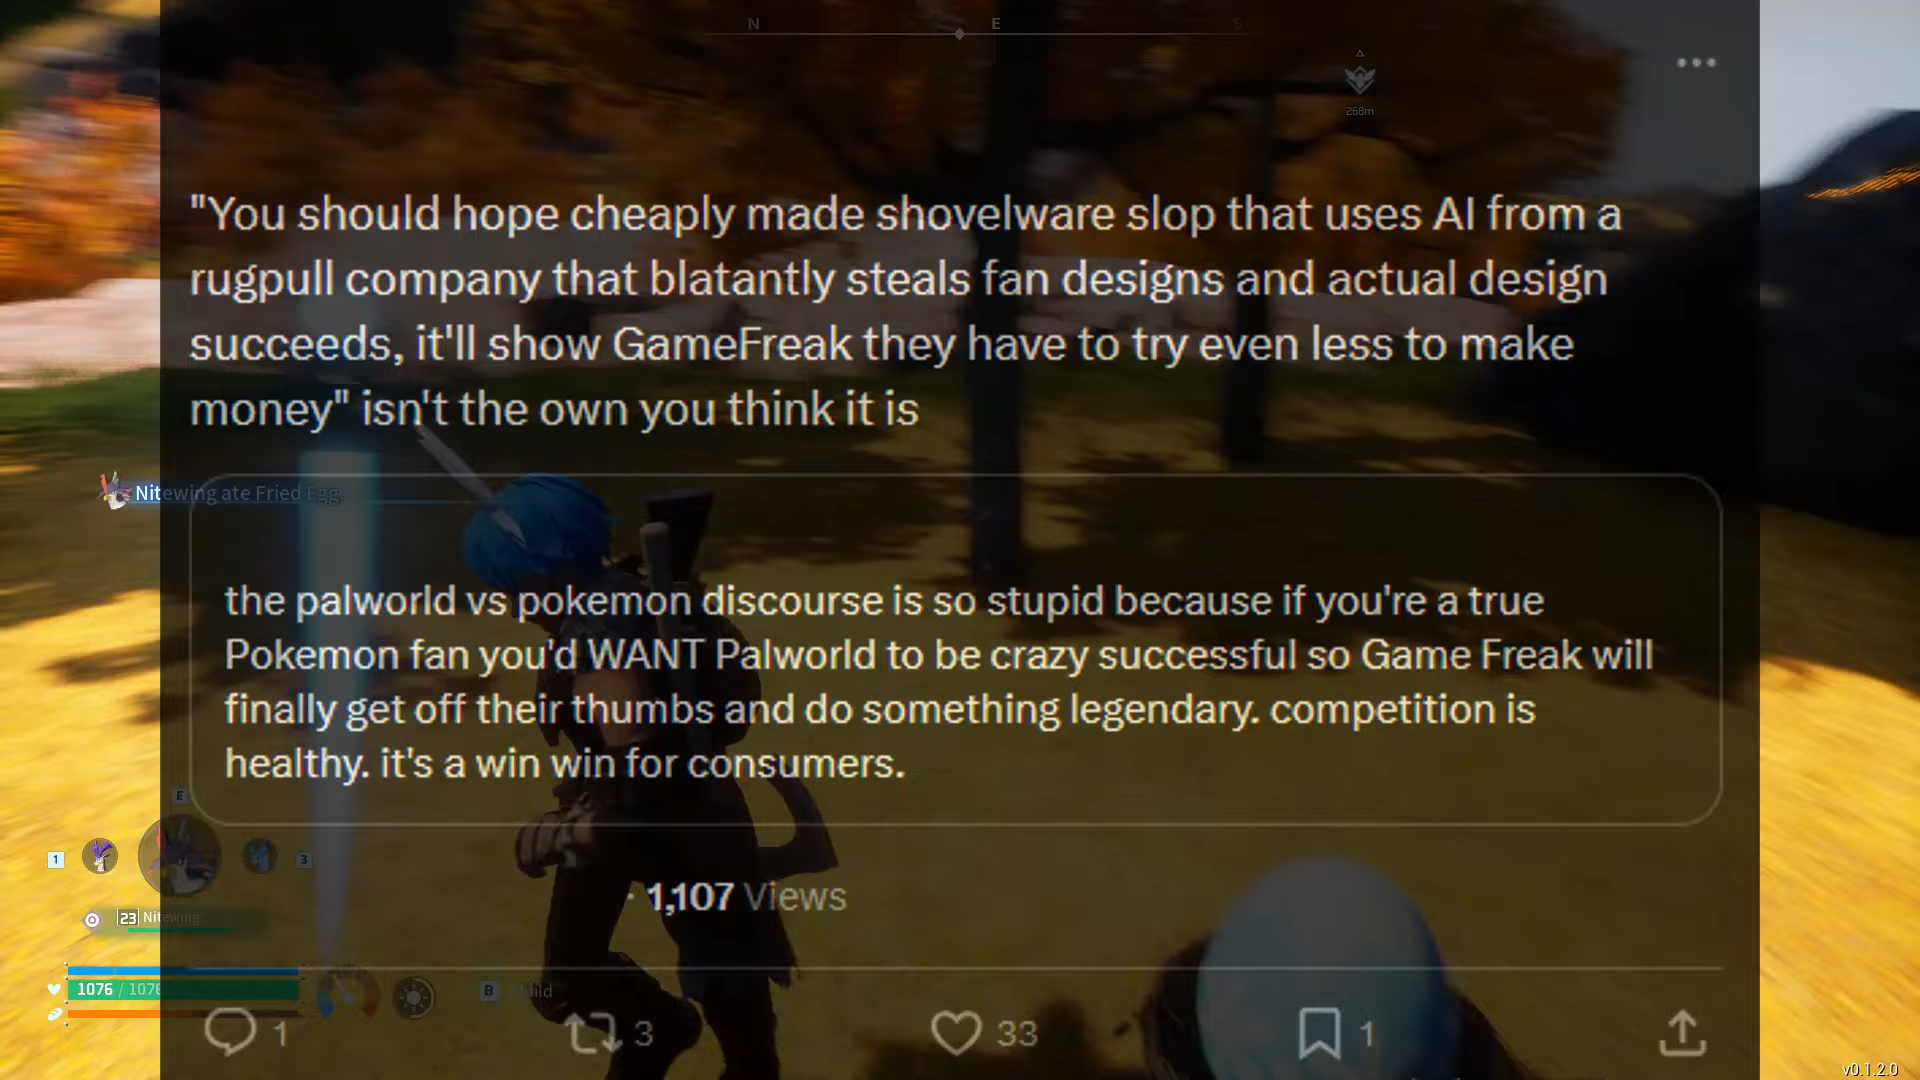 N E S
268m
"You should hope cheaply made shovelware slop that uses AI from a
rugpull company that blatantly steals fan designs and actual design
succeeds, it'll show GameFreak they have to try even less to make
money" isn't the own you think it is
Nitewing ate Fried Egg.
the palworld vs pokemon discourse is so stupid because if you're a true
Pokemon fan you'd WANT Palworld to be crazy successful so Game Freak will
finally get off their thumbs and do something legendary. competition is
healthy. it's a win win for consumers.
E
1 3
· 1,107 Views
23 Nitewing
1076 / 1078
B
1 3 33 1
v0.1.2.0